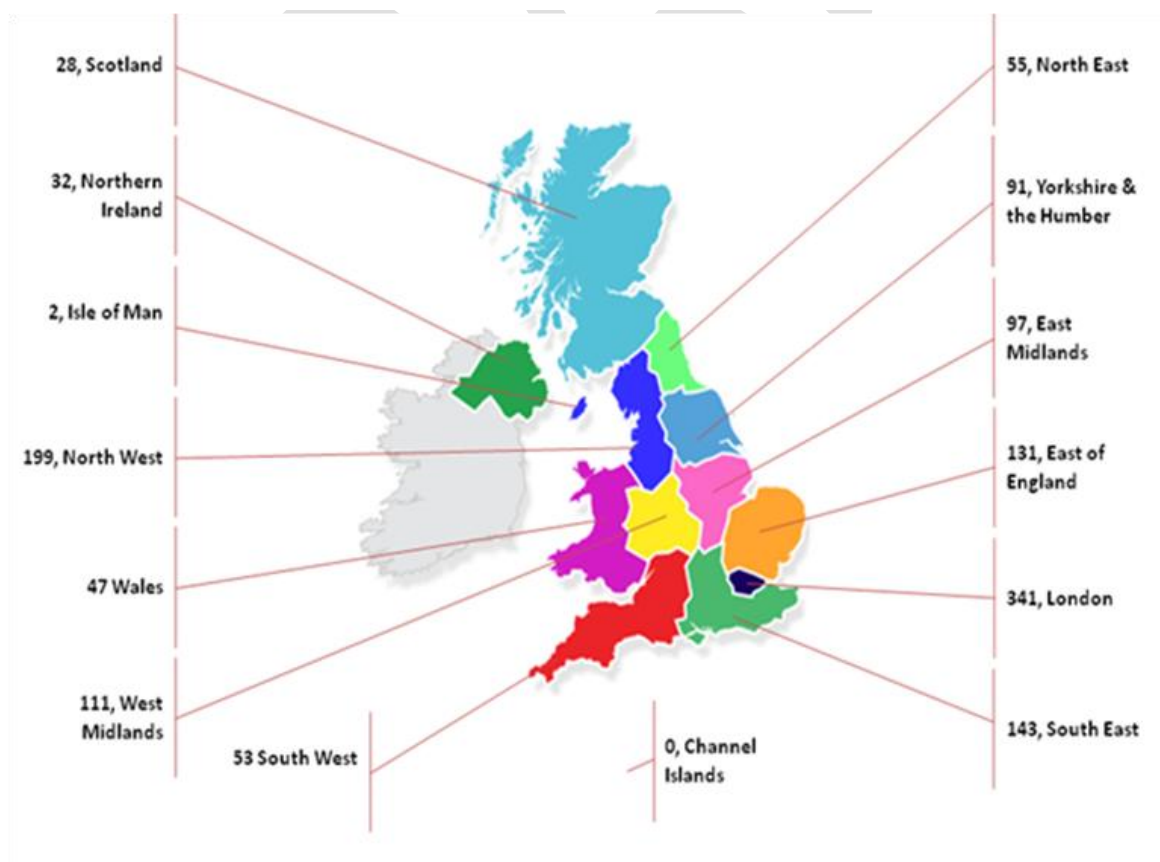 28, Scotland
32, Northern
Ireland
2, Isle of Man
199, North West
47 Wales
111, West
Midlands
53 South West
0, Channel
Islands
55, North East
91, Yorkshire &
the Humber
97, East
Midlands
131, East of
England
341, London
143, South East